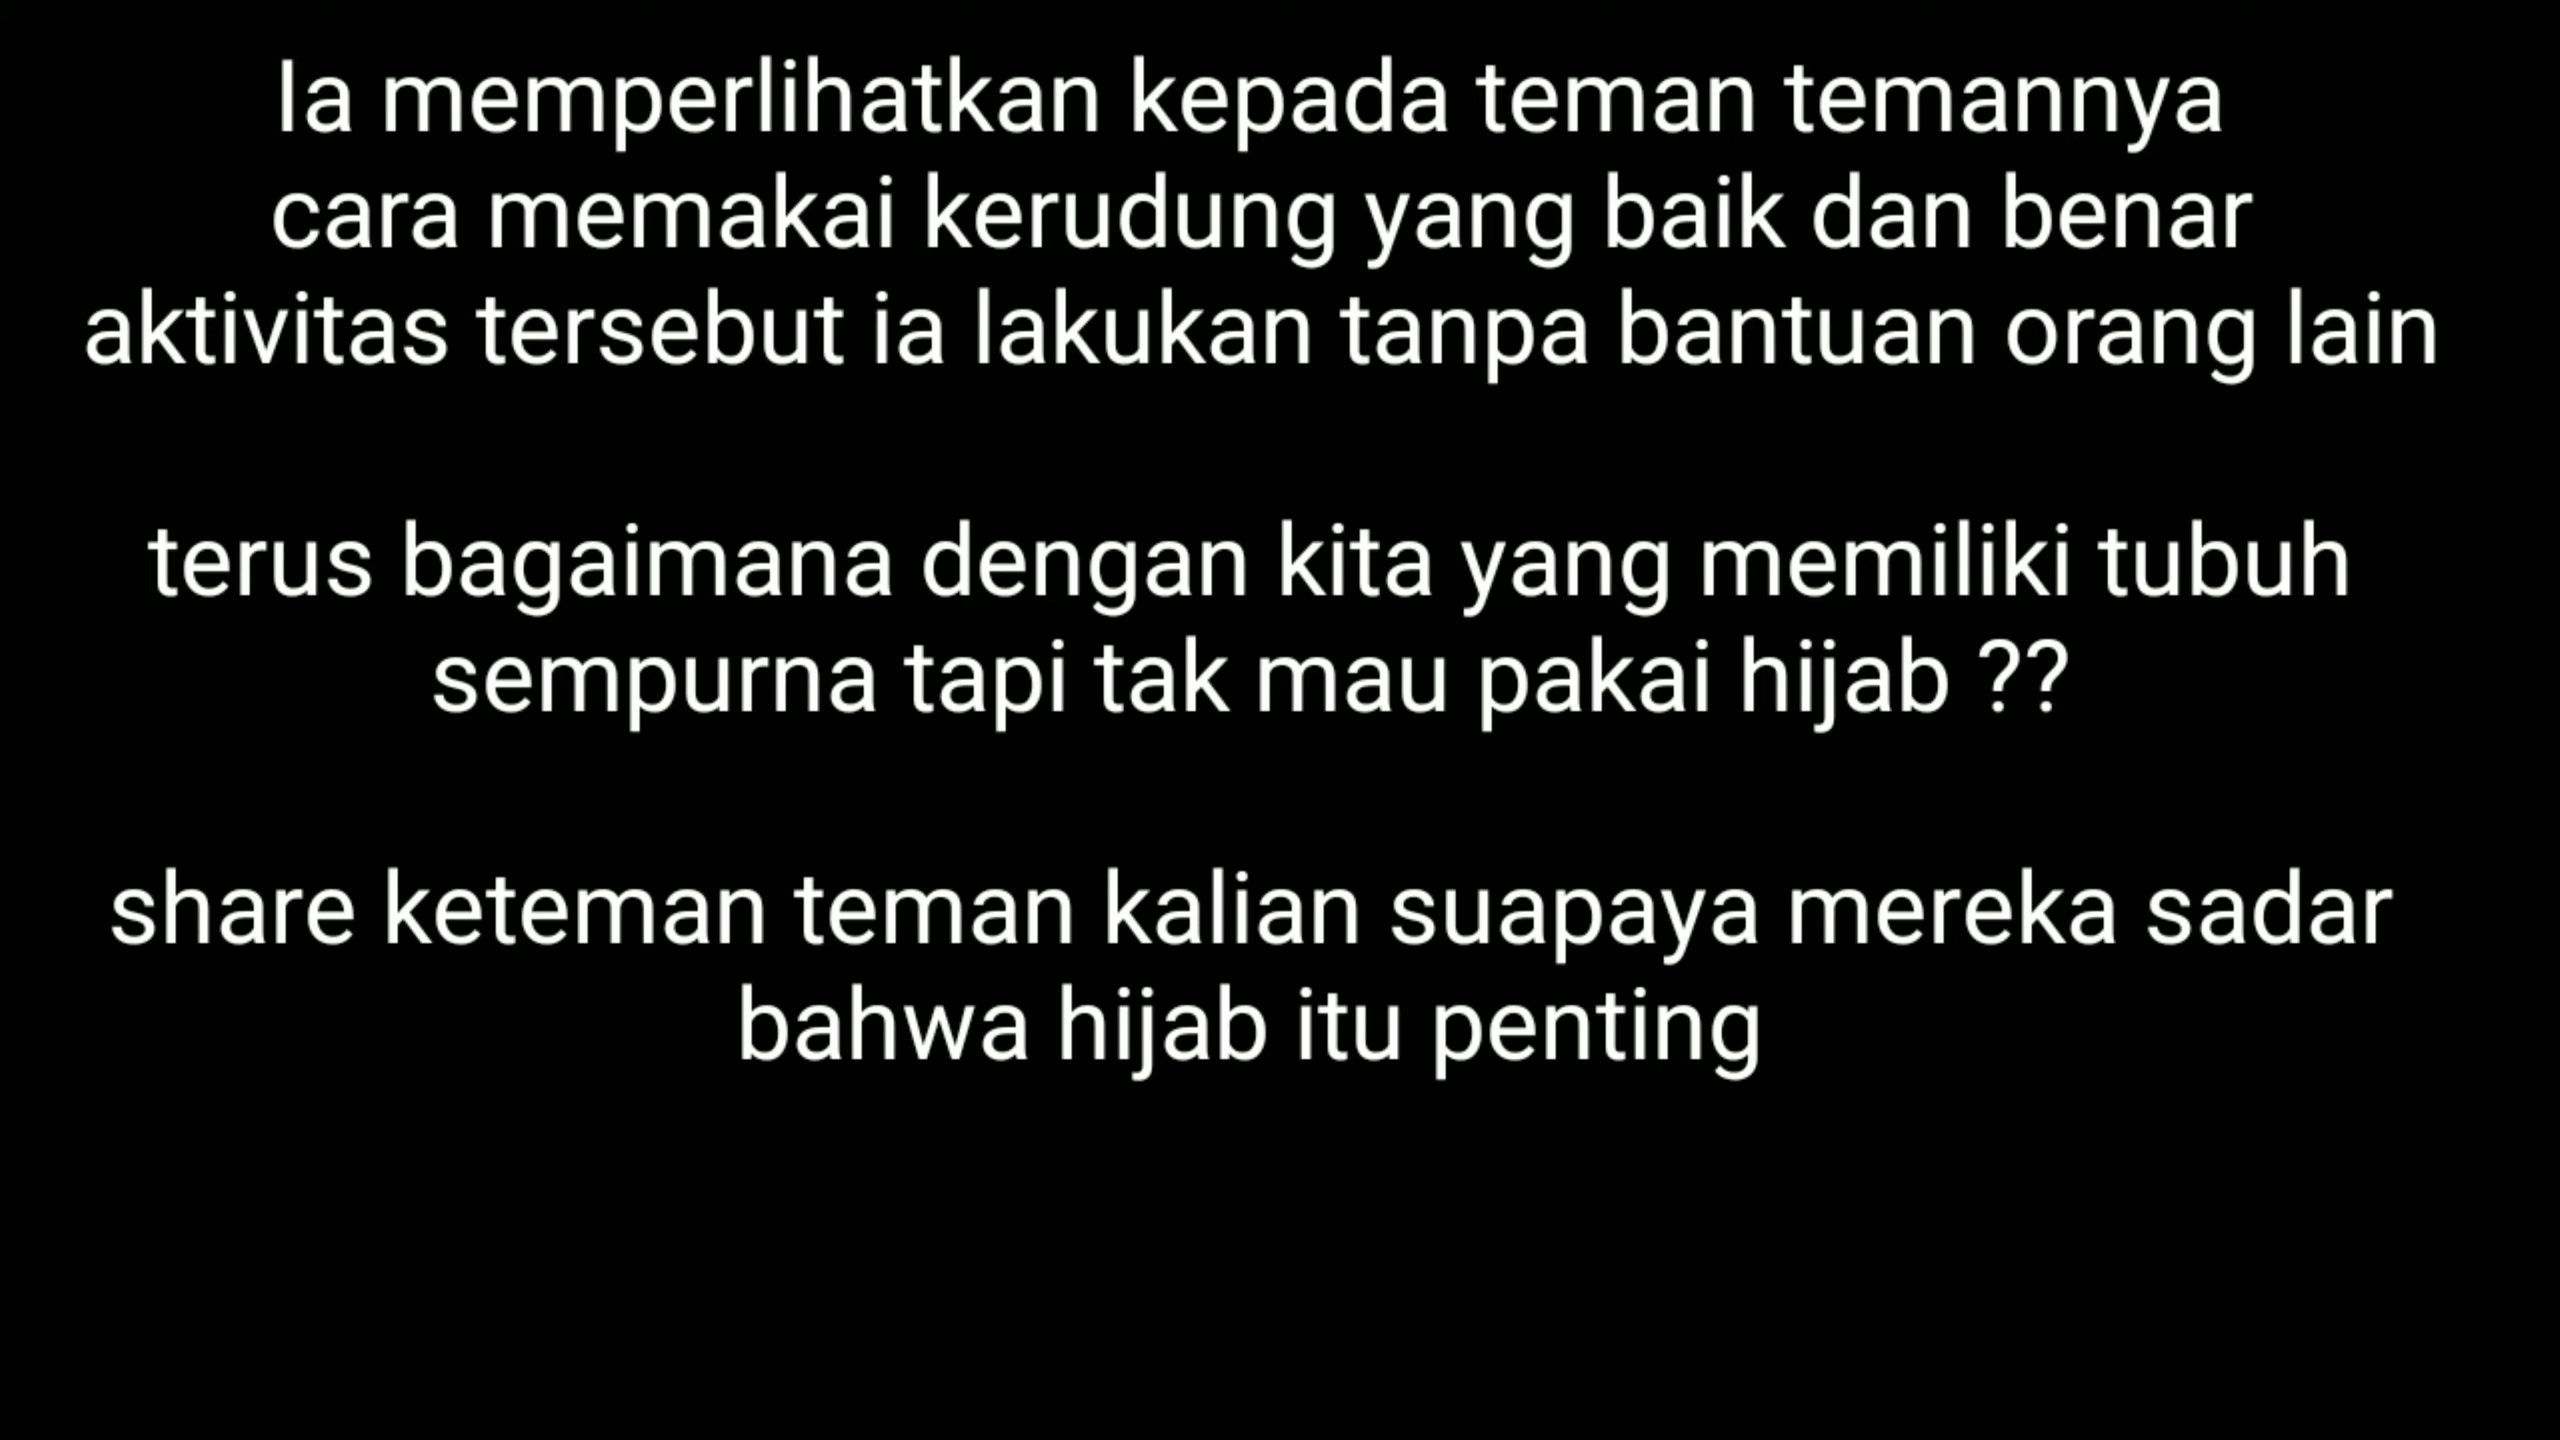 Ia memperlihatkan kepada teman temannya
cara memakai kerudung yang baik dan benar
aktivitas tersebut ia lakukan tanpa bantuan orang lain
terus bagaimana dengan kita yang memiliki tubuh
sempurna tapi tak mau pakai hijab ??
share keteman teman kalian suapaya mereka sadar
bahwa hijab itu penting